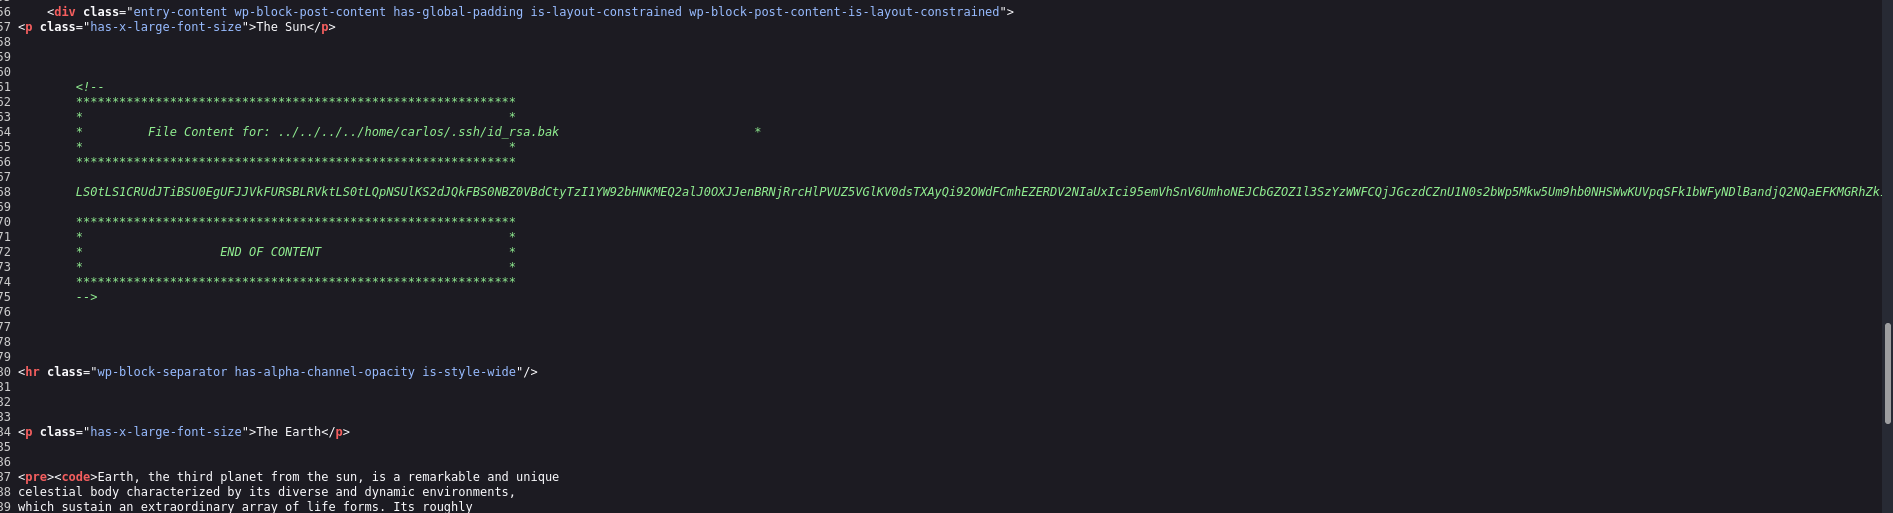 56 <div class="entry-content wp-block-post-content has-global-padding is-layout-constrained wp-block-post-content-is-layout-constrained">
57 <p class="has-x-large-font-size">The Sun</p>
58
59
60
61 <!--
62 *************************************************************
63 * *
64 * File Content for: ../../../../home/carlos/.ssh/id_rsa.bak *
65 * *
66 *************************************************************
67
68
69
70 *************************************************************
71 * *
72 * END OF CONTENT *
73 * *
74 *************************************************************
75 -->
76
77
78
79
80 <hr class="wp-block-separator has-alpha-channel-opacity is-style-wide"/>
81
82
83
84 <p class="has-x-large-font-size">The Earth</p>
85
86
87 <pre><code>Earth, the third planet from the sun, is a remarkable and unique
88 celestial body characterized by its diverse and dynamic environments,
89 which sustain an extraordinary array of life forms. Its roughly